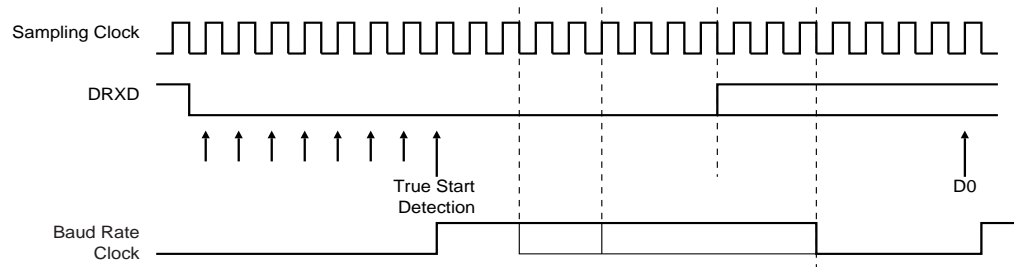 Sampling Clock
DRXD
True Start
Detection
D0
Baud Rate
Clock